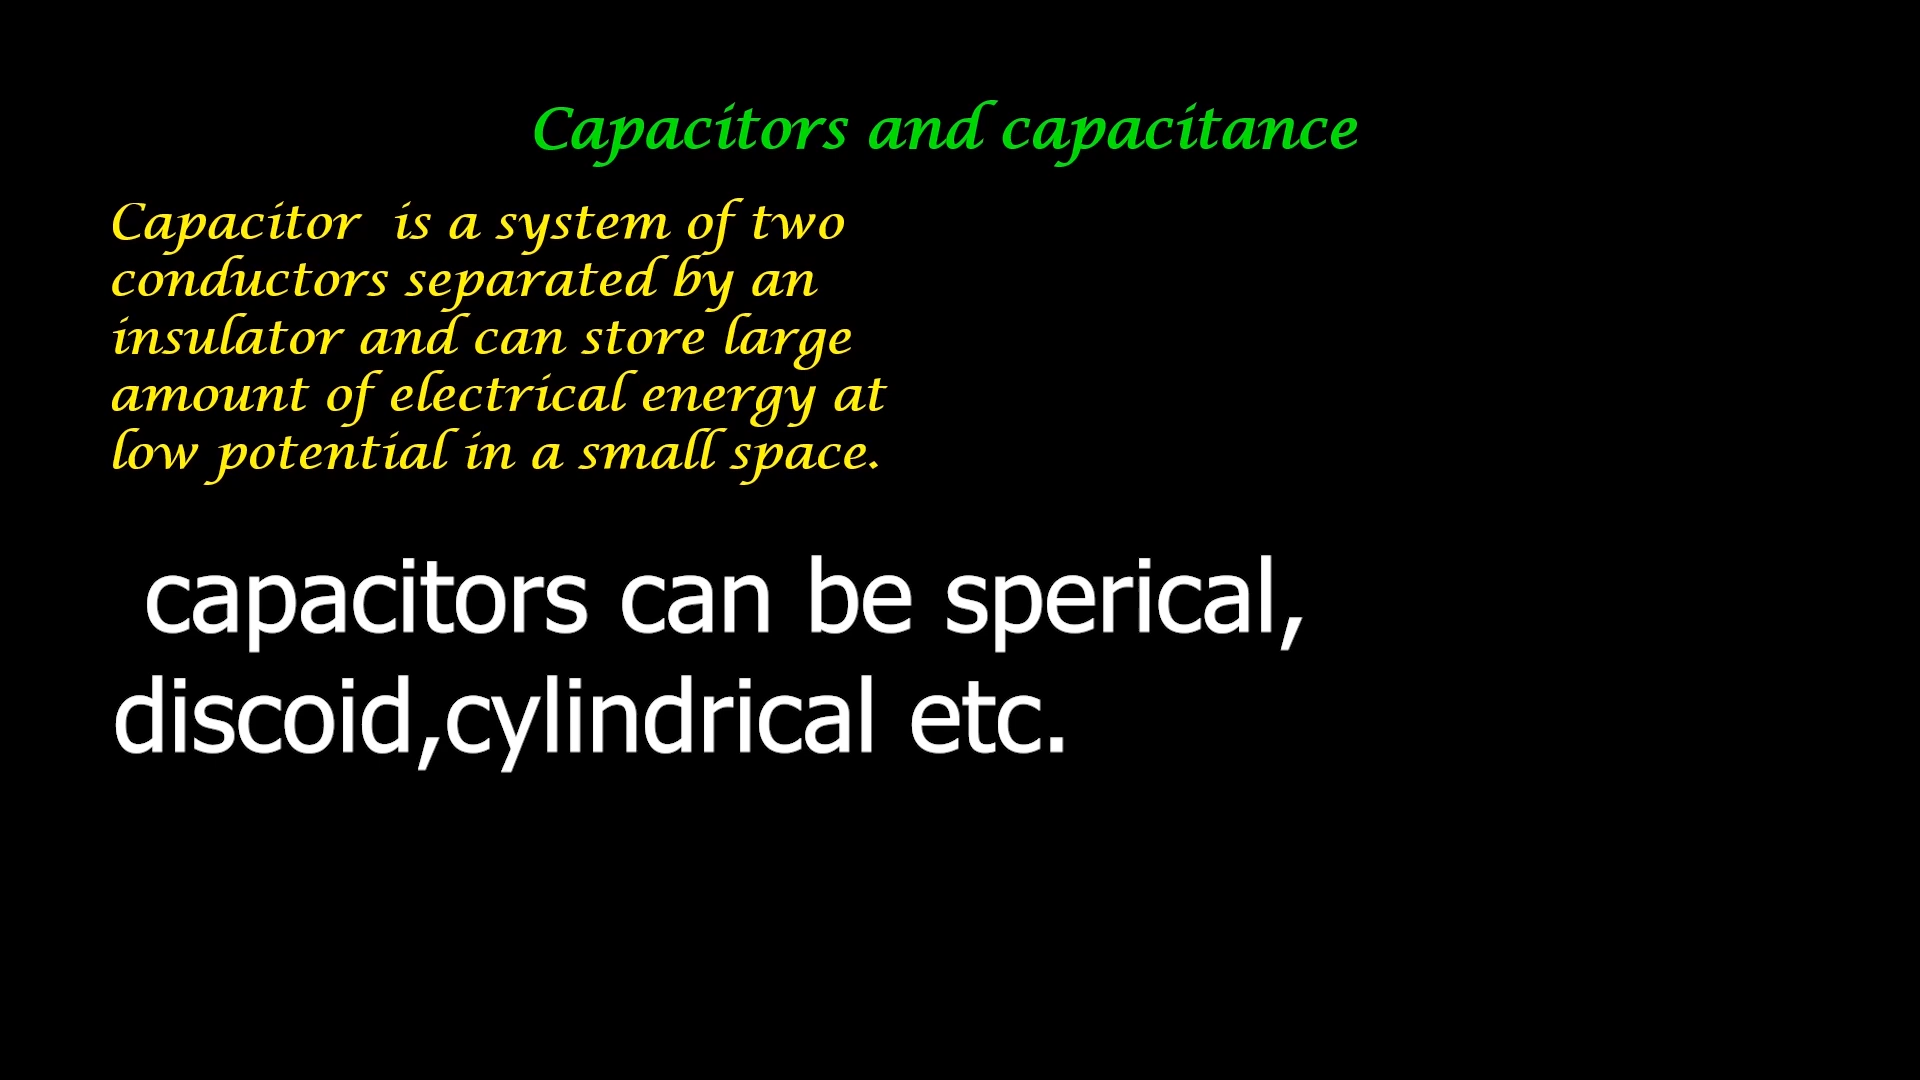 Capacitors and capacitance
Capacitor  is a system of two
conductors separated by an
insulator and can store large
amount of electrical energy at
low potential in a small space.
capacitors can be sperical,
discoid,cylindrical etc.